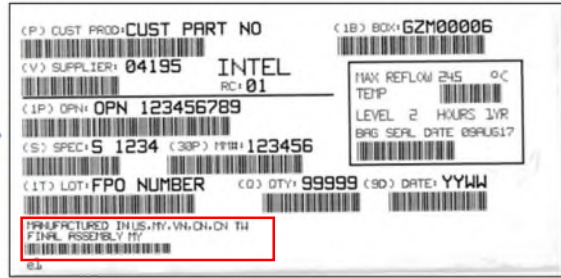 (P) CUST PROD: CUST PART NO
(1B) BOX: GZM00006
(V) SUPPLIER: 04195
INTEL
RC: 01
MAX REFLOW 245 °C
TEMP
LEVEL 2 HOURS 1YR
BAG SEAL DATE 09AUG17
(1P) OPN: OPN 123456789
(S) SPEC: S 1234 (30P) MM#: 123456
(1T) LOT: FPO NUMBER (Q) QTY: 99999 (9D) DATE: YYWW
MANUFACTURED IN US,MY,VN,CN,CN TW
FINAL ASSEMBLY MY
e1